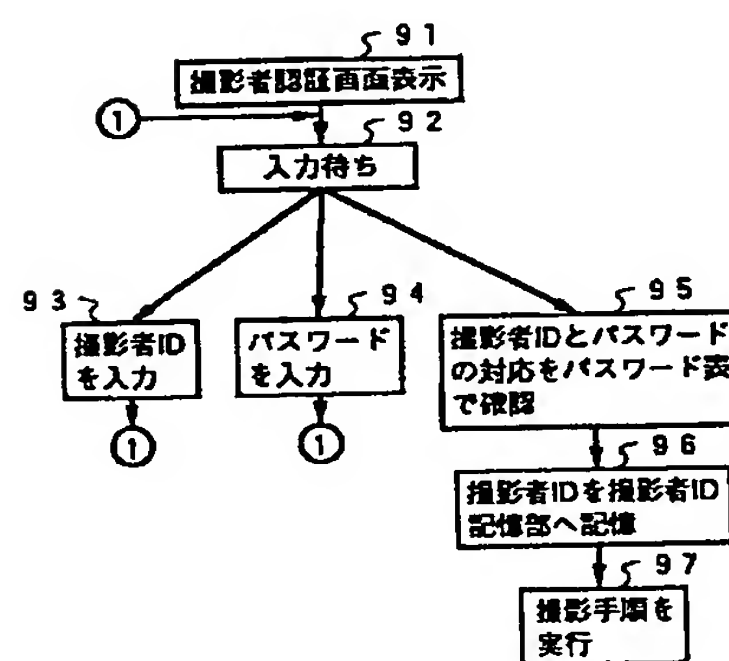 91
撮影者認証画面表示
①
92
入力待ち
93
撮影者ID
を入力
①
94
パスワード
を入力
①
95
撮影者IDとパスワード
の対応をパスワード表
で確認
96
撮影者IDを撮影者ID
記憶部へ記憶
97
撮影手順を
実行